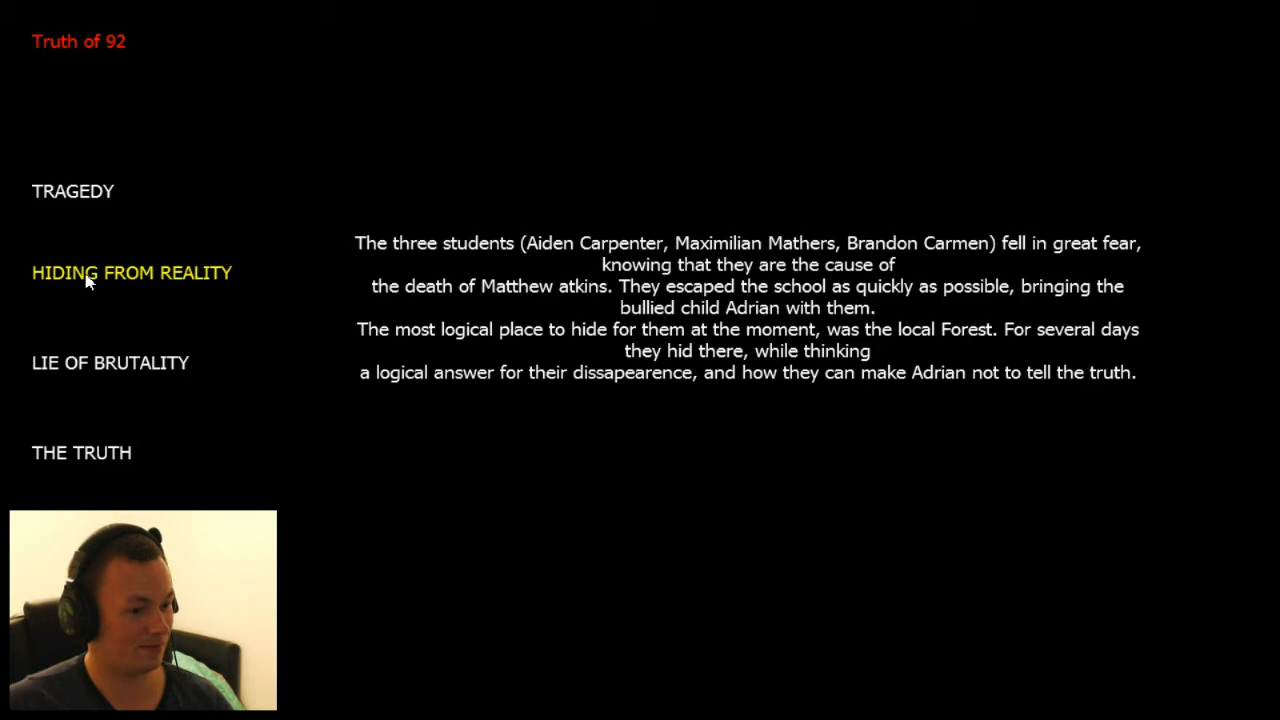 Truth of 92
TRAGEDY
HIDING FROM REALITY
LIE OF BRUTALITY
THE TRUTH
The three students (Aiden Carpenter, Maximilian Mathers, Brandon Carmen) fell in great fear,
knowing that they are the cause of
the death of Matthew atkins. They escaped the school as quickly as possible, bringing the
bullied child Adrian with them.
The most logical place to hide for them at the moment, was the local Forest. For several days
they hid there, while thinking
a logical answer for their dissapearence, and how they can make Adrian not to tell the truth.